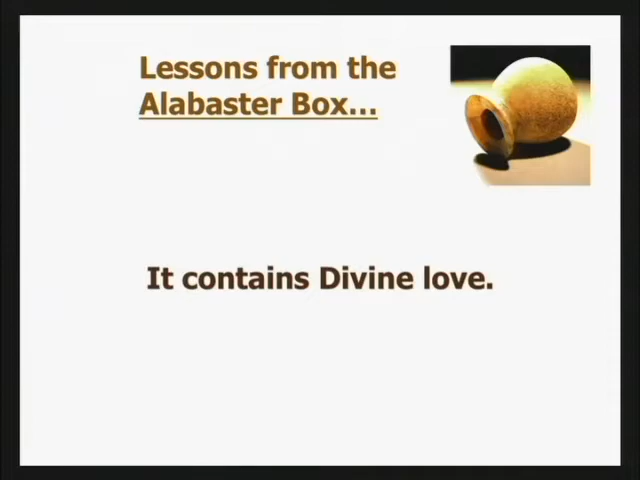 Lessons from the
Alabaster Box...
It contains Divine love.